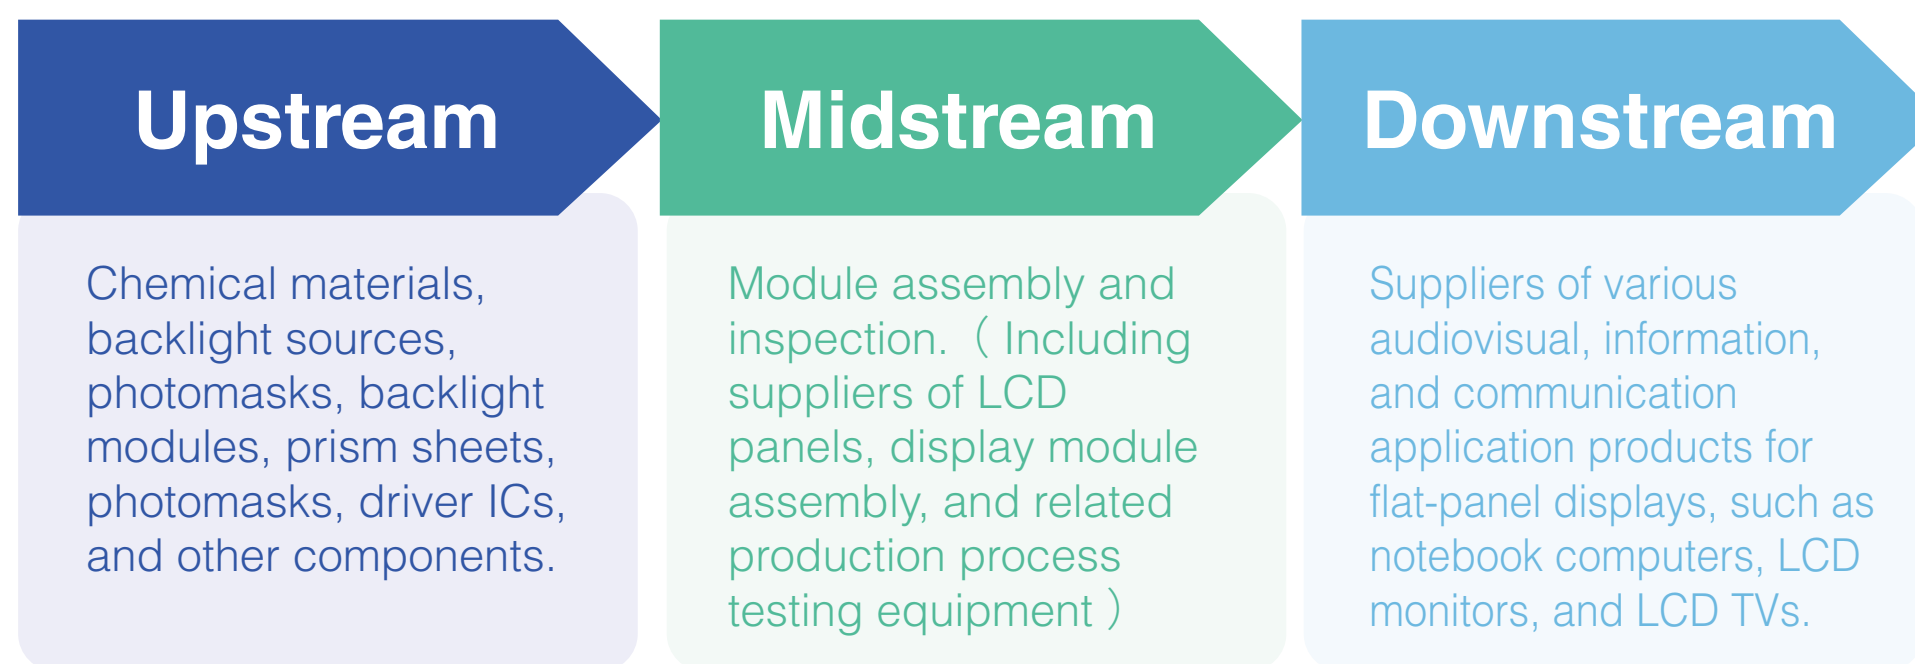 Upstream
Chemical materials,
backlight sources,
photomasks, backlight
modules, prism sheets,
photomasks, driver ICs,
and other components.
Midstream
Module assembly and
inspection.（ Including
suppliers of LCD
panels, display module
assembly, and related
production process
testing equipment ）
Downstream
Suppliers of various
audiovisual, information,
and communication
application products for
flat-panel displays, such as
notebook computers, LCD
monitors, and LCD TVs.